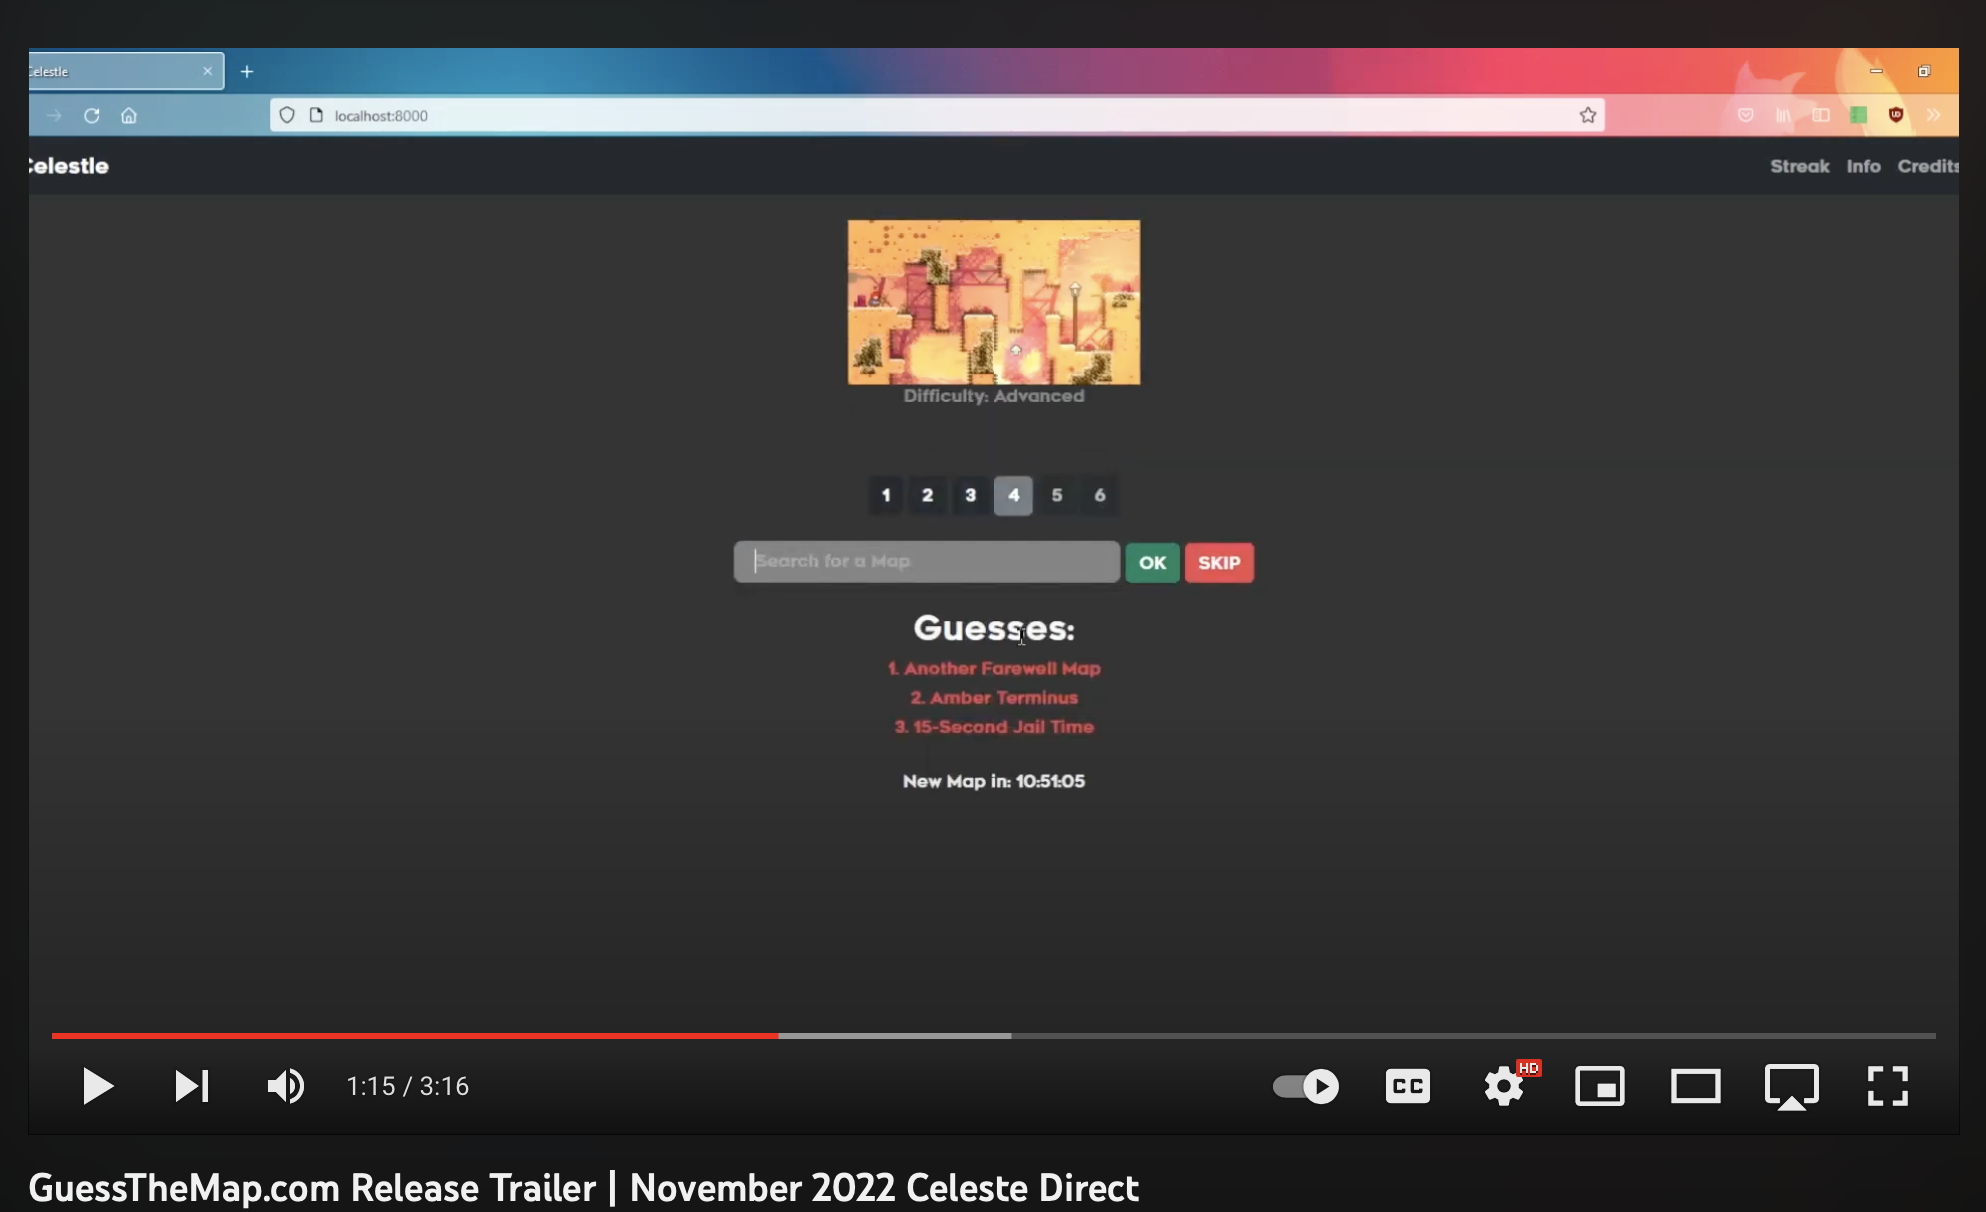 Celestle
localhost:8000
Celestle
Streak Info Credits
Difficulty: Advanced
1 2 3 4 5 6
Search for a Map OK SKIP
Guesses:
1. Another Farewell Map
2. Amber Terminus
3. 15-Second Jail Time
New Map in: 10:51:05
1:15 / 3:16
CC
HD
GuessTheMap.com Release Trailer | November 2022 Celeste Direct